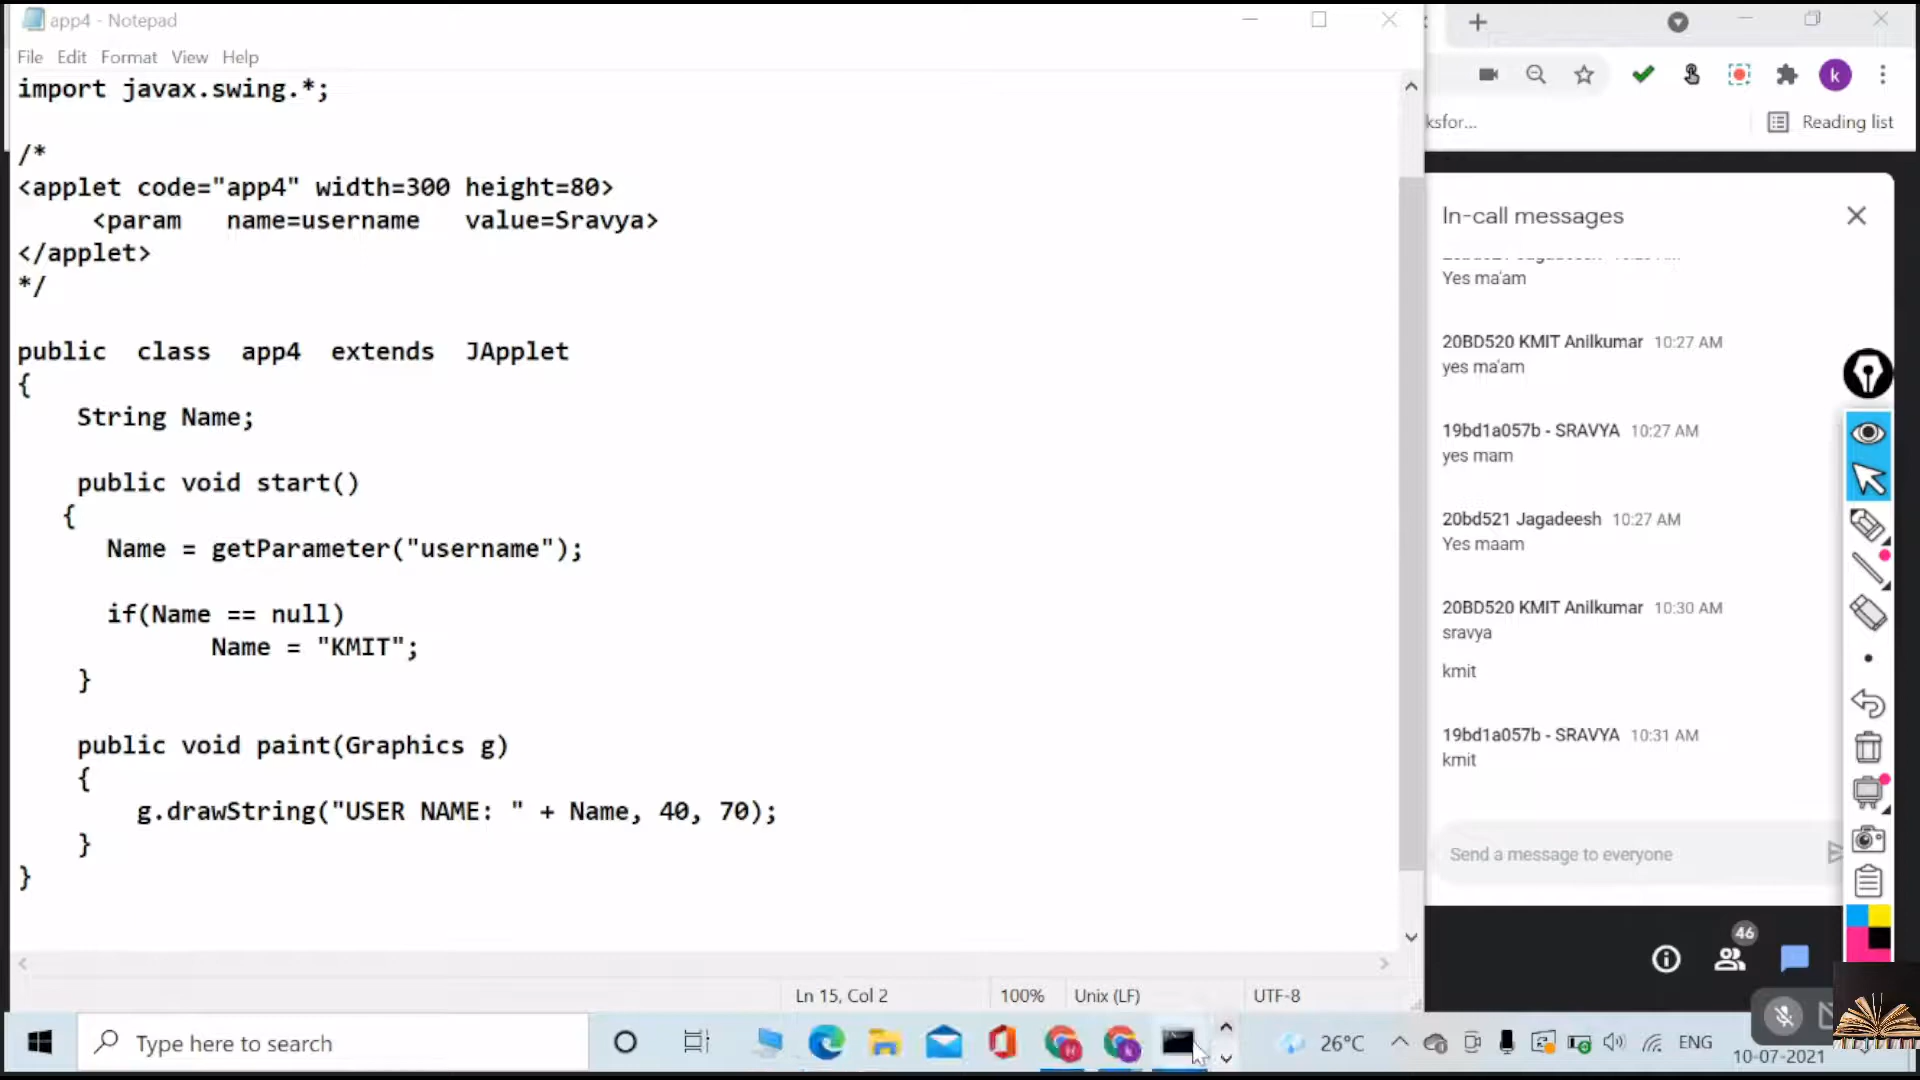 app4 - Notepad
File Edit Format View Help
import javax.swing.*;
/*
<applet code="app4" width=300 height=80>
<param name=username value=Sravya>
</applet>
*/
public class app4 extends JApplet
{
String Name;
public void start()
{
Name = getParameter("username");
if(Name == null)
Name = "KMIT";
}
public void paint(Graphics g)
{
g.drawString("USER NAME: " + Name, 40, 70);
}
}
Ln 15, Col 2 100% Unix (LF) UTF-8
k
ksfor...
Reading list
In-call messages
Yes ma'am
20BD520 KMIT Anilkumar 10:27 AM
yes ma'am
19bd1a057b - SRAVYA 10:27 AM
yes mam
20bd521 Jagadeesh 10:27 AM
Yes maam
20BD520 KMIT Anilkumar 10:30 AM
sravya
kmit
19bd1a057b - SRAVYA 10:31 AM
kmit
Send a message to everyone
46
Type here to search
26°C
ENG
10-07-2021